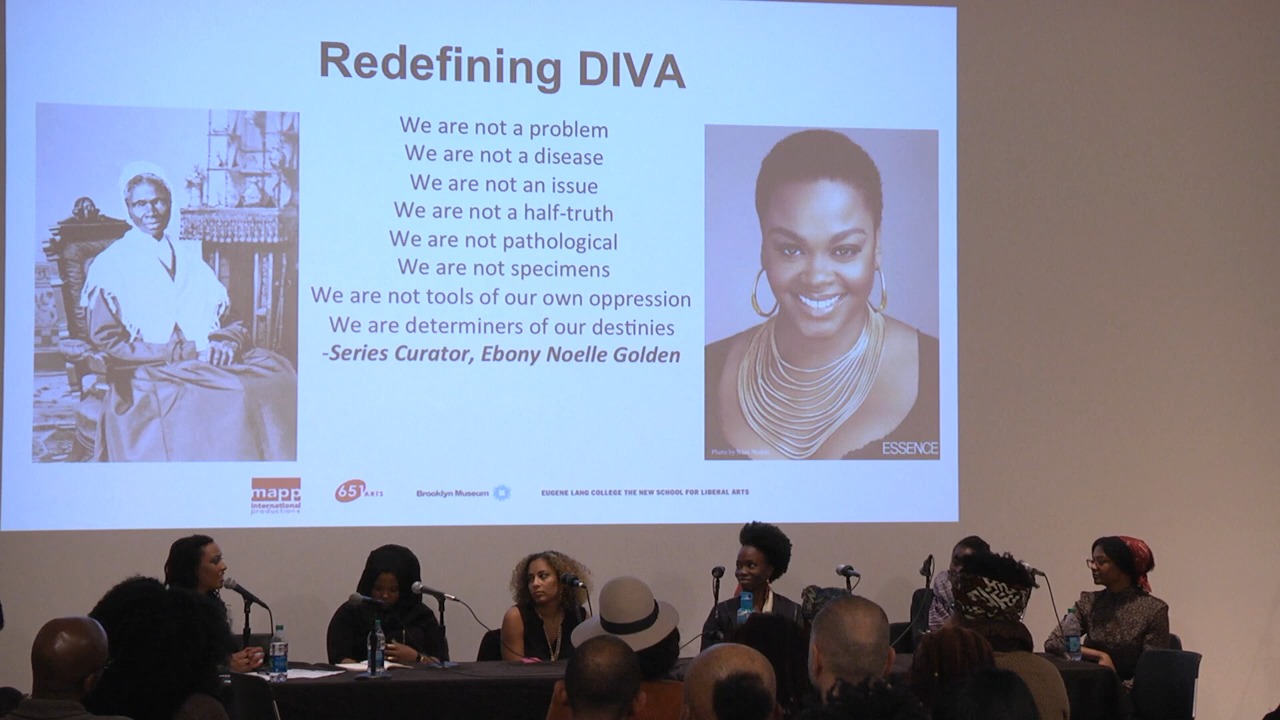 Redefining DIVA
We are not a problem
We are not a disease
We are not an issue
We are not a half-truth
We are not pathological
We are not specimens
We are not tools of our own oppression
We are determiners of our destinies
-Series Curator, Ebony Noelle Golden
ESSENCE
Photo by
mapp
international
productions
651 ARTS
Brooklyn Museum
EUGENE LANG COLLEGE THE NEW SCHOOL FOR LIBERAL ARTS